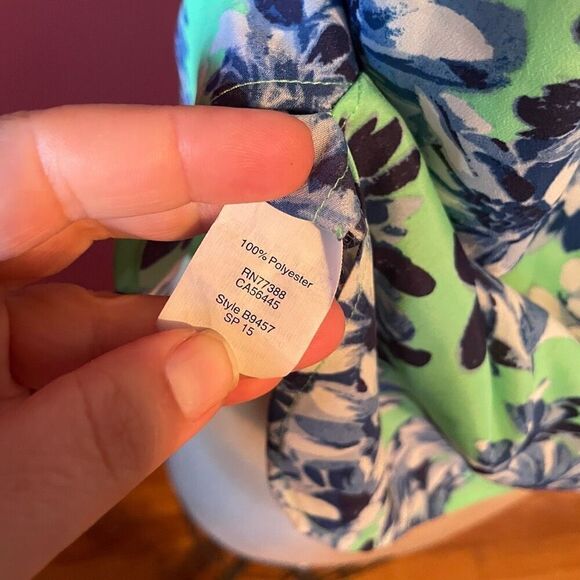 100% Polyester
RN77388
CA56445
Style B9457
SP 15